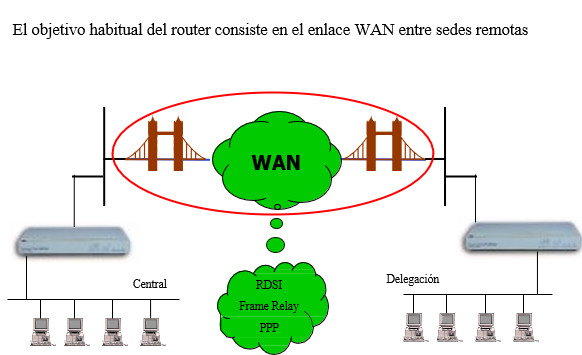 El objetivo habitual del router consiste en el enlace WAN entre sedes remotas
WAN
Central
Delegación
RDSI
Frame Relay
PPP